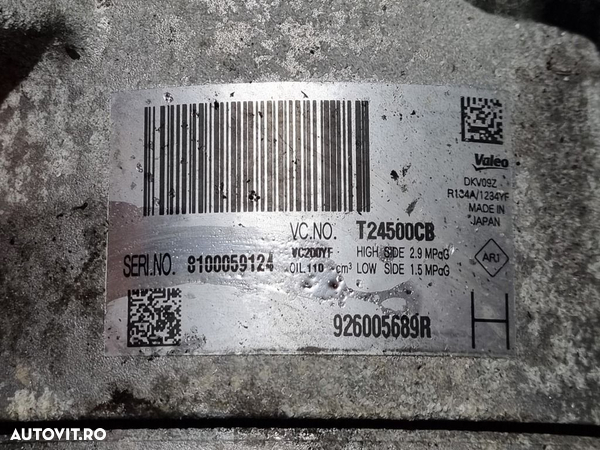 Valeo
DKV09Z
R134A/1234YF
MADE IN
JAPAN
VC.NO. T24500CB
VC200YF HIGH SIDE 2.9 MPaG
SERI.NO. 8100059124 OIL 110 cm³ LOW SIDE 1.5 MPaG
ARJ
926005689R
H
AUTOVIT.RO